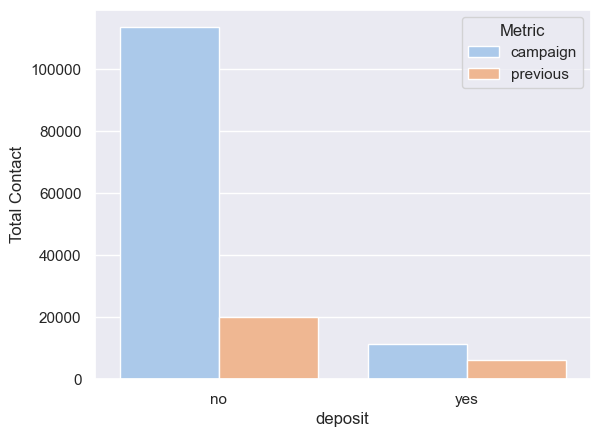 Metric
campaign
previous
100000
80000
60000
40000
20000
0
Total Contact
no
yes
deposit